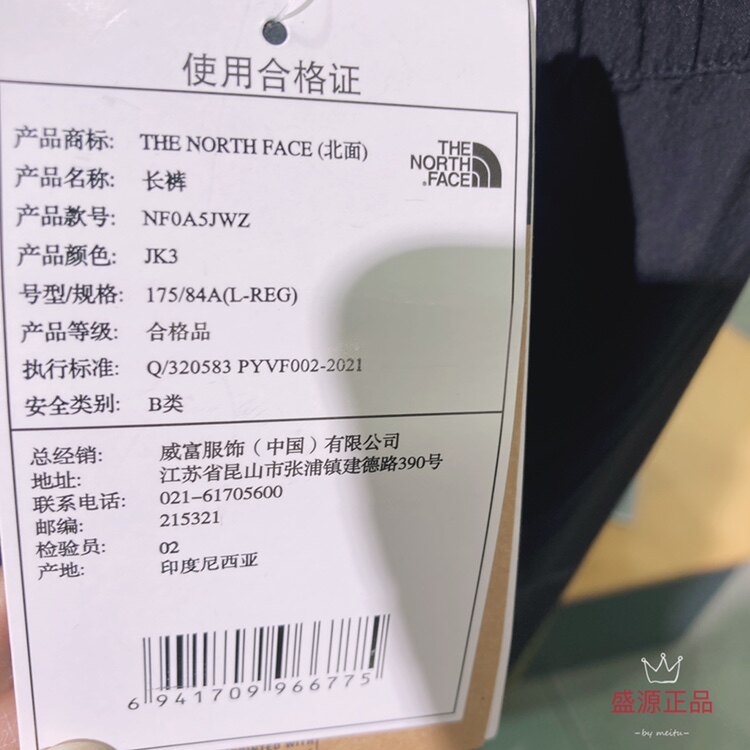 使用合格证
产品商标: THE NORTH FACE (北面)
THE
NORTH
FACE
产品名称: 长裤
产品款号: NF0A5JWZ
产品颜色: JK3
号型/规格: 175/84A(L-REG)
产品等级: 合格品
执行标准: Q/320583 PYVF002-2021
安全类别: B类
总经销: 威富服饰（中国）有限公司
地址: 江苏省昆山市张浦镇建德路390号
联系电话: 021-61705600
邮编: 215321
检验员: 02
产地: 印度尼西亚
6 941709 966775
盛源正品
-by meitu-